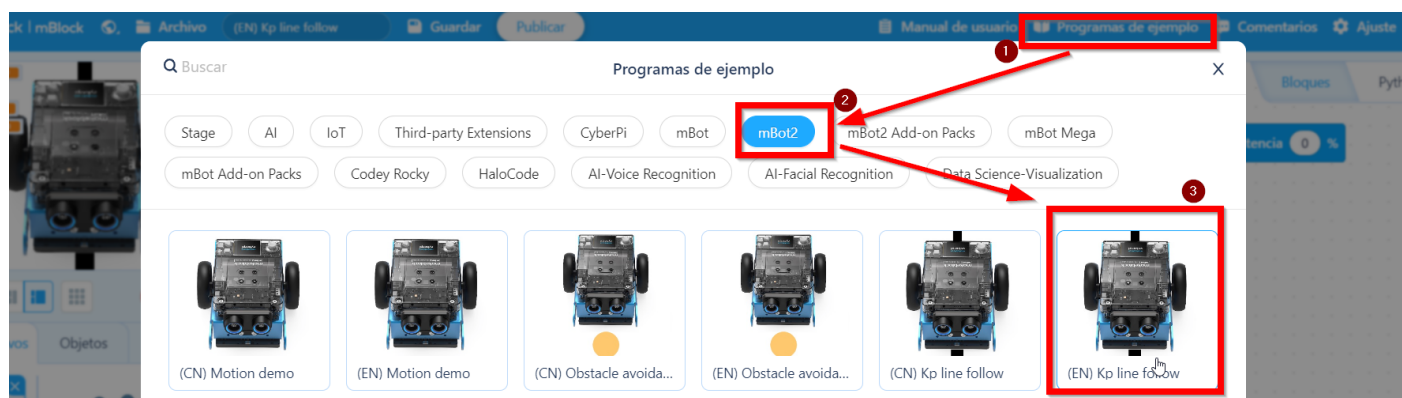 ck | mBlock Archivo (EN) Kp line follow Guardar Publicar Manual de usuario Programas de ejemplo Comentarios Ajuste
1
Buscar Programas de ejemplo X
Bloques Pyth
2
Stage AI IoT Third-party Extensions CyberPi mBot mBot2 mBot2 Add-on Packs mBot Mega
tencia 0 %
mBot Add-on Packs Codey Rocky HaloCode AI-Voice Recognition AI-Facial Recognition Data Science-Visualization
3
vos Objetos
(CN) Motion demo (EN) Motion demo (CN) Obstacle avoida... (EN) Obstacle avoida... (CN) Kp line follow (EN) Kp line follow